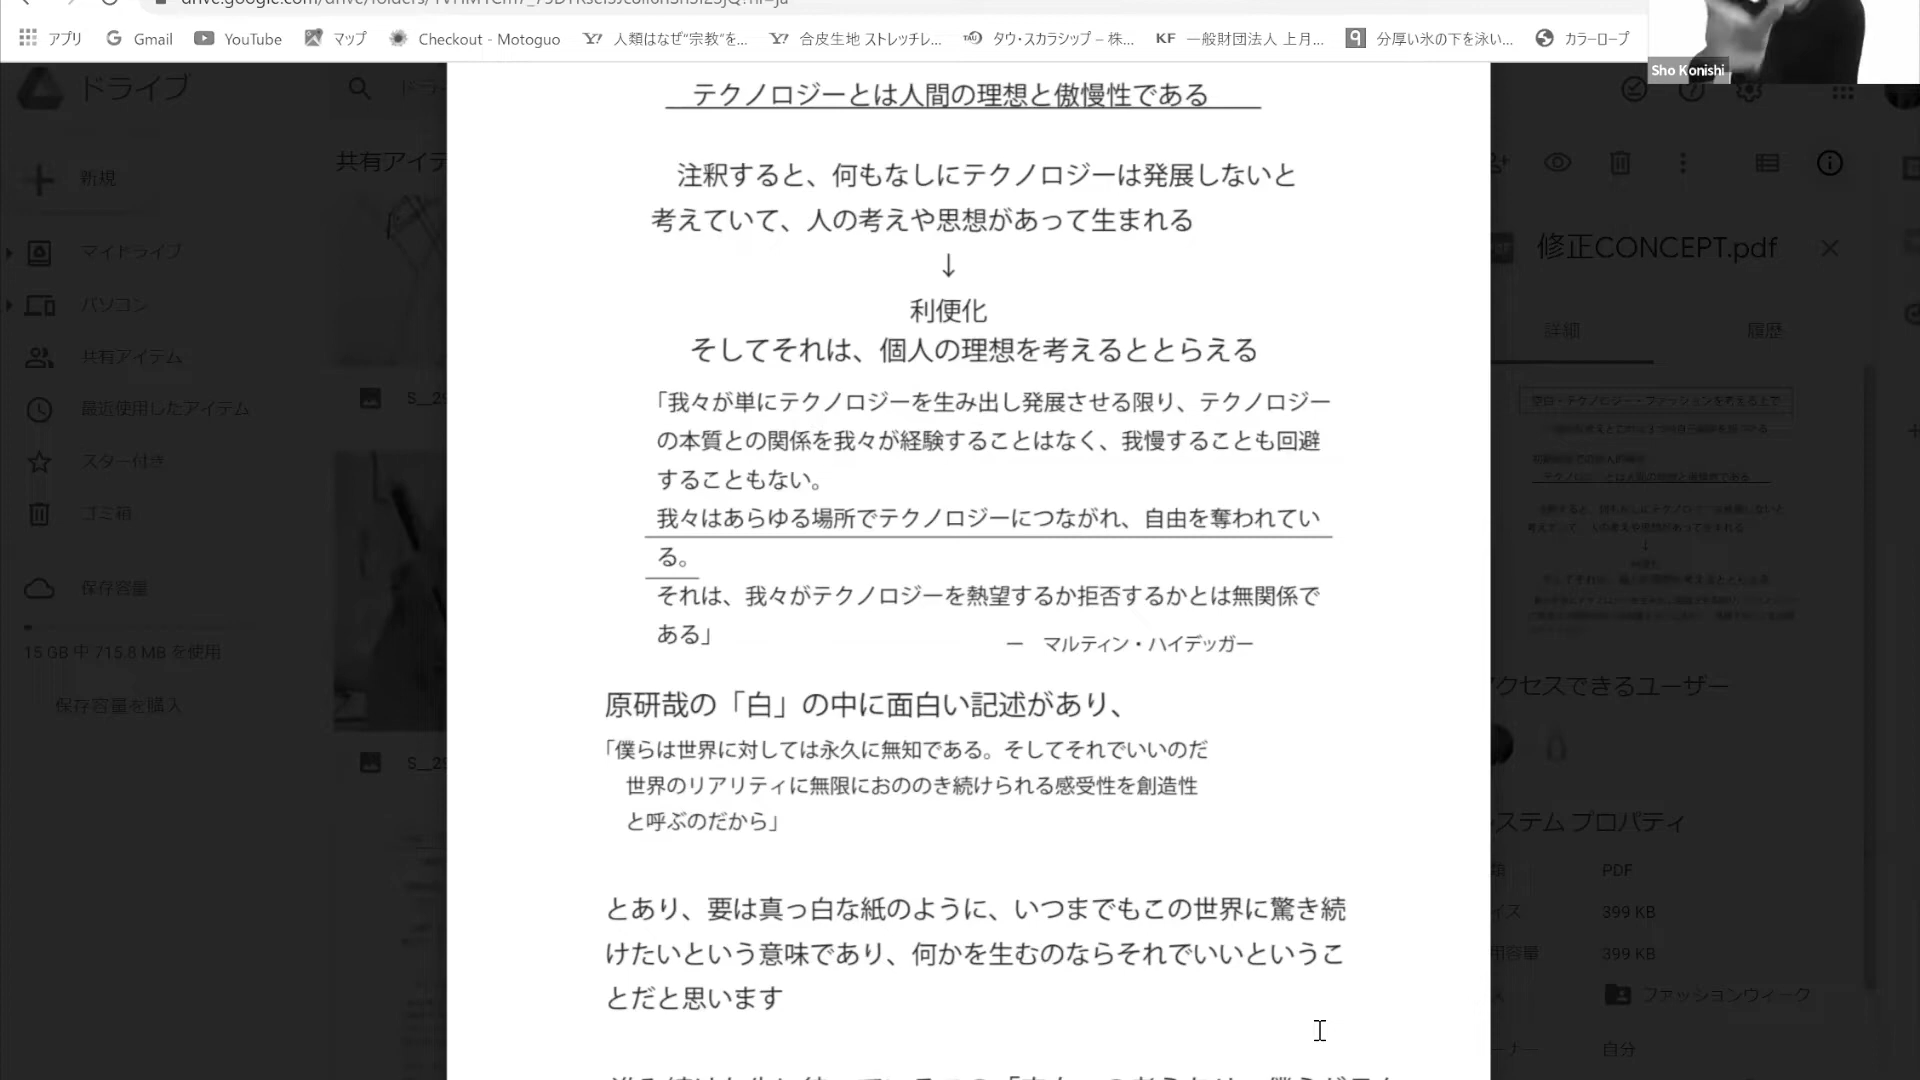 アプリ Gmail YouTube マップ Checkout - Motoguo 人類はなぜ“宗教”を... 合皮生地 ストレッチレ... タウ・スカラシップ – 株... 一般財団法人 上月... 分厚い氷の下を泳い... カラーロープ
Sho Konishi
ドライブ
新規
共有アイテ
マイドライブ
パソコン
共有アイテム
最近使用したアイテム
スター付き
ゴミ箱
保存容量
15 GB 中 715.8 MB を使用
保存容量を購入
テクノロジーとは人間の理想と傲慢性である
注釈すると、何もなしにテクノロジーは発展しないと
考えていて、人の考えや思想があって生まれる
↓
利便化
そしてそれは、個人の理想を考えるととらえる
「我々が単にテクノロジーを生み出し発展させる限り、テクノロジー
の本質との関係を我々が経験することはなく、我慢することも回避
することもない。
我々はあらゆる場所でテクノロジーにつながれ、自由を奪われてい
る。
それは、我々がテクノロジーを熱望するか拒否するかとは無関係で
ある」
― マルティン・ハイデッガー
原研哉の「白」の中に面白い記述があり、
「僕らは世界に対しては永久に無知である。そしてそれでいいのだ
世界のリアリティに無限におののき続けられる感受性を創造性
と呼ぶのだから」
とあり、要は真っ白な紙のように、いつまでもこの世界に驚き続
けたいという意味であり、何かを生むのならそれでいいというこ
とだと思います
修正CONCEPT.pdf
詳細 履歴
クセスできるユーザー
ステム プロパティ
PDF
イズ 399 KB
用容量 399 KB
ファッションウィーク
ーナー 自分